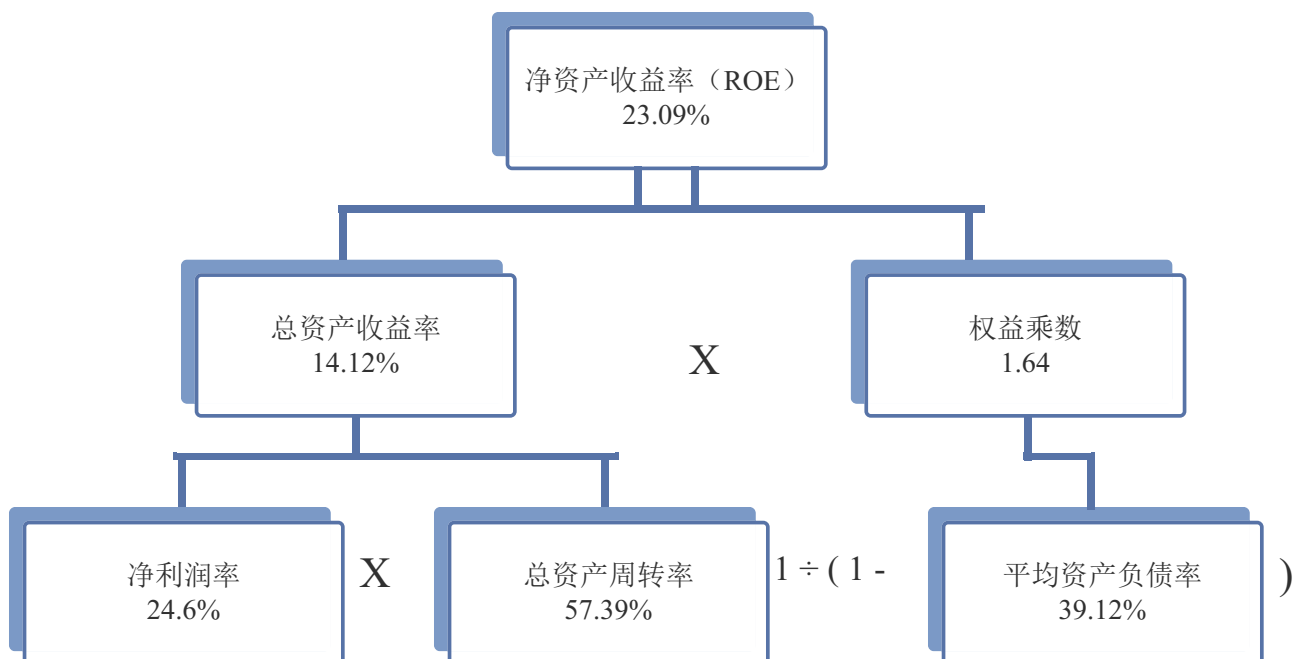 净资产收益率（ROE）
23.09%
总资产收益率
14.12%
X
权益乘数
1.64
净利润率
24.6%
X
总资产周转率
57.39%
1 ÷ ( 1 -
平均资产负债率
39.12%
)